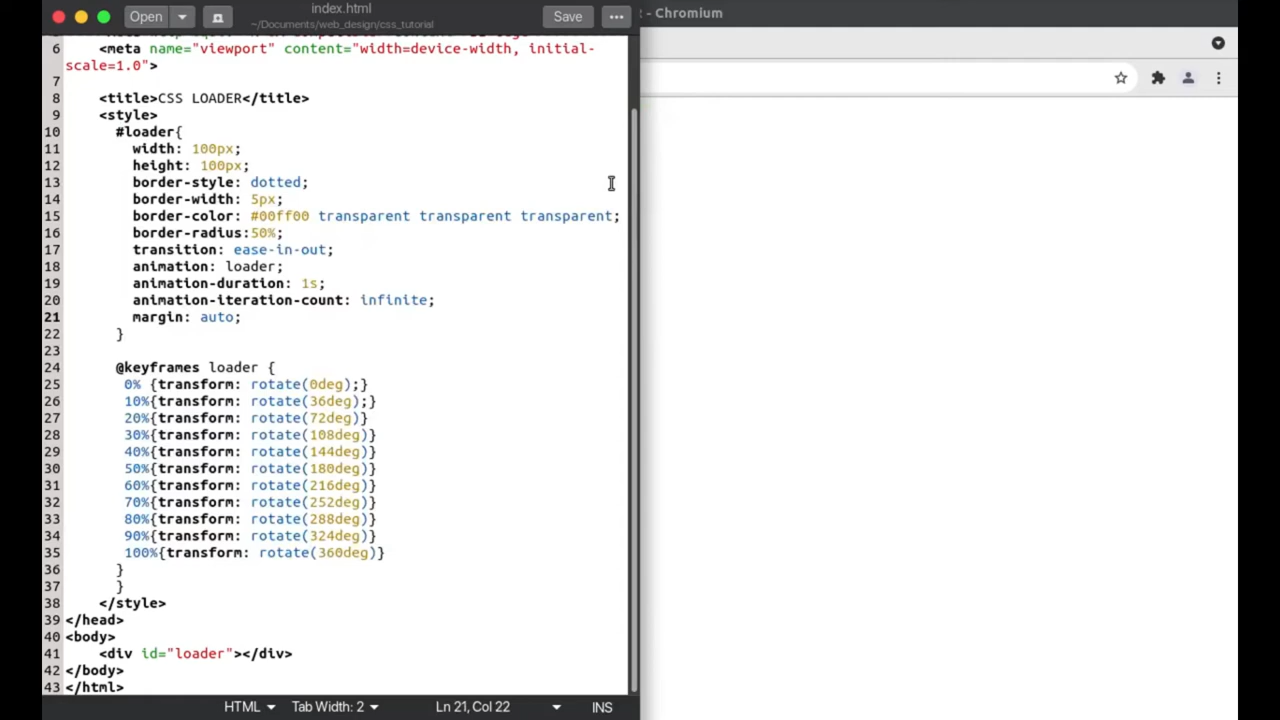 index.html
Open
~/Documents/web_design/css_tutorial
Save
- Chromium
6 <meta name="viewport" content="width=device-width, initial-
scale=1.0">
7
8 <title>CSS LOADER</title>
9 <style>
10 #loader{
11 width: 100px;
12 height: 100px;
13 border-style: dotted;
14 border-width: 5px;
15 border-color: #00ff00 transparent transparent transparent;
16 border-radius:50%;
17 transition: ease-in-out;
18 animation: loader;
19 animation-duration: 1s;
20 animation-iteration-count: infinite;
21 margin: auto;
22 }
23
24 @keyframes loader {
25 0% {transform: rotate(0deg);}
26 10%{transform: rotate(36deg);}
27 20%{transform: rotate(72deg)}
28 30%{transform: rotate(108deg)}
29 40%{transform: rotate(144deg)}
30 50%{transform: rotate(180deg)}
31 60%{transform: rotate(216deg)}
32 70%{transform: rotate(252deg)}
33 80%{transform: rotate(288deg)}
34 90%{transform: rotate(324deg)}
35 100%{transform: rotate(360deg)}
36 }
37 }
38 </style>
39 </head>
40 <body>
41 <div id="loader"></div>
42 </body>
43 </html>
HTML Tab Width: 2 Ln 21, Col 22 INS